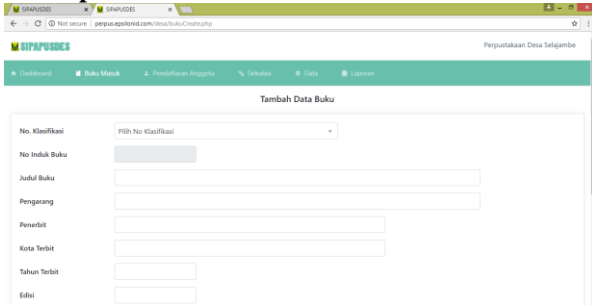 SIPAPUSDES
SIPAPUSDES
Not secure | perpus.epsilonid.com/desa/bukuCreate.php
SIPAPUSDES
Perpustakaan Desa Selajambe
Dashboard
Buku Masuk
Pendaftaran Anggota
Sirkulasi
Data
Laporan
Tambah Data Buku
No. Klasifikasi
Pilih No Klasifikasi
No Induk Buku
Judul Buku
Pengarang
Penerbit
Kota Terbit
Tahun Terbit
Edisi